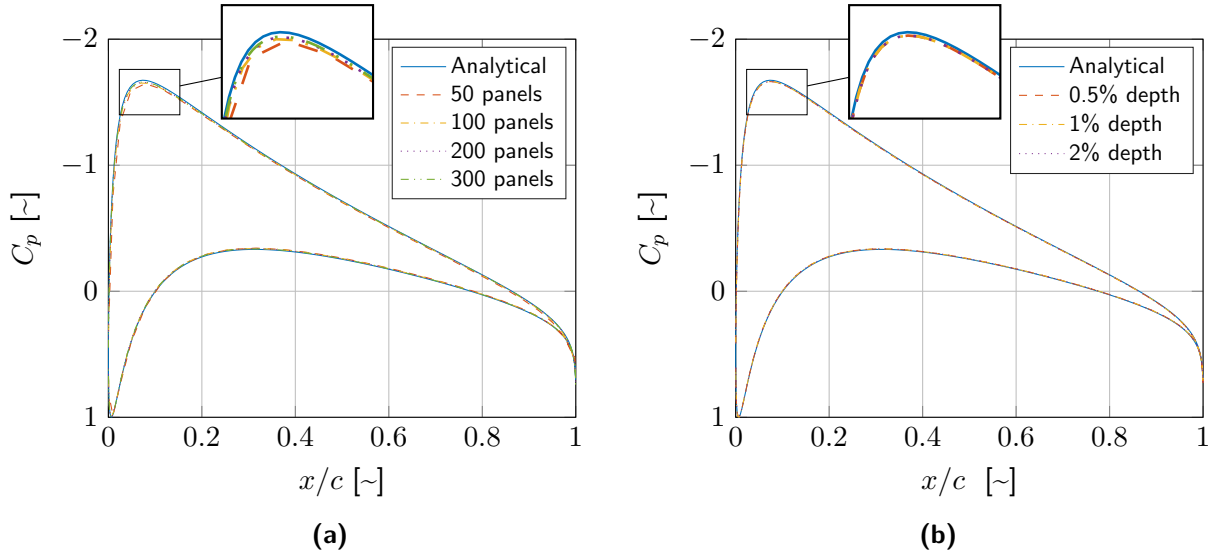 −2
−1
0
1
C_p [~]
0
0.2
0.4
0.6
0.8
1
x/c [~]
Analytical
50 panels
100 panels
200 panels
300 panels
(a)
−2
−1
0
1
C_p [~]
0
0.2
0.4
0.6
0.8
1
x/c [~]
Analytical
0.5% depth
1% depth
2% depth
(b)